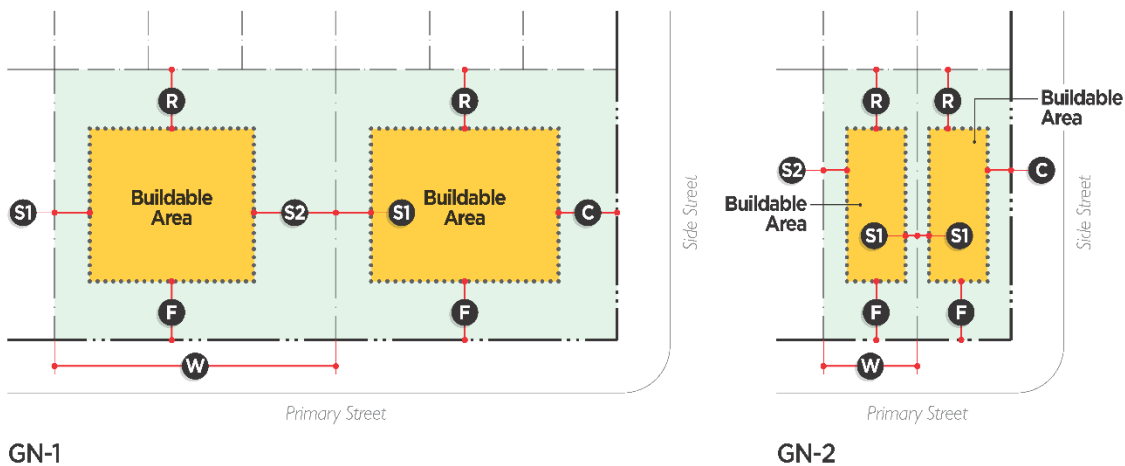 R
R
Buildable
Area
Buildable
Area
S1
S2
S1
C
F
F
W
Side Street
Primary Street
GN-1
R
R
Buildable
Area
S2
C
Buildable
Area
S1
S1
F
F
W
Side Street
Primary Street
GN-2